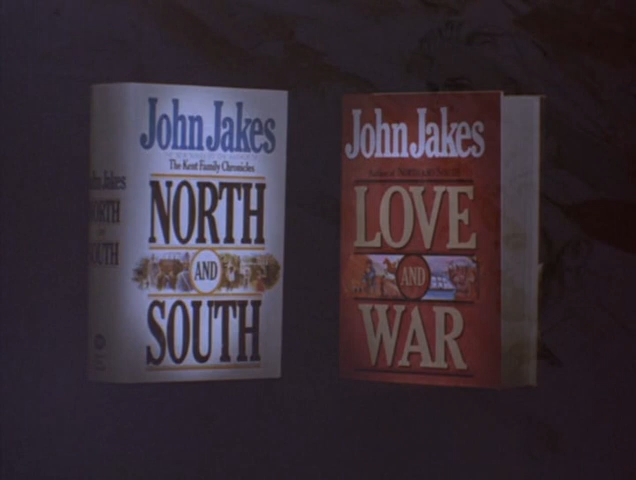 John Jakes
The Kent Family Chronicles
NORTH
AND
SOUTH
John Jakes
NORTH
SOUTH
John Jakes
Author of NORTH AND SOUTH
LOVE
AND
WAR